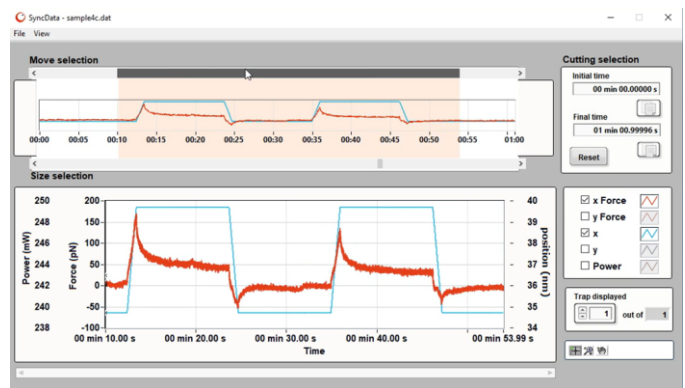 SyncData - sample4c.dat
File View
Move selection
Cutting selection
Initial time
00 min 00.00000 s
Final time
01 min 00.99996 s
Reset
00:00 00:05 00:10 00:15 00:20 00:25 00:30 00:35 00:40 00:45 00:50 00:55 01:00
Size selection
250 200 40
248 150 39
246 100 38
244 50 37
242 0 36
240 -50 35
238 -100 34
Power (mW)
Force (pN)
position (nm)
00 min 10.00 s 00 min 20.00 s 00 min 30.00 s 00 min 40.00 s 00 min 53.99 s
Time
x Force
y Force
x
y
Power
Trap displayed
1 out of 1